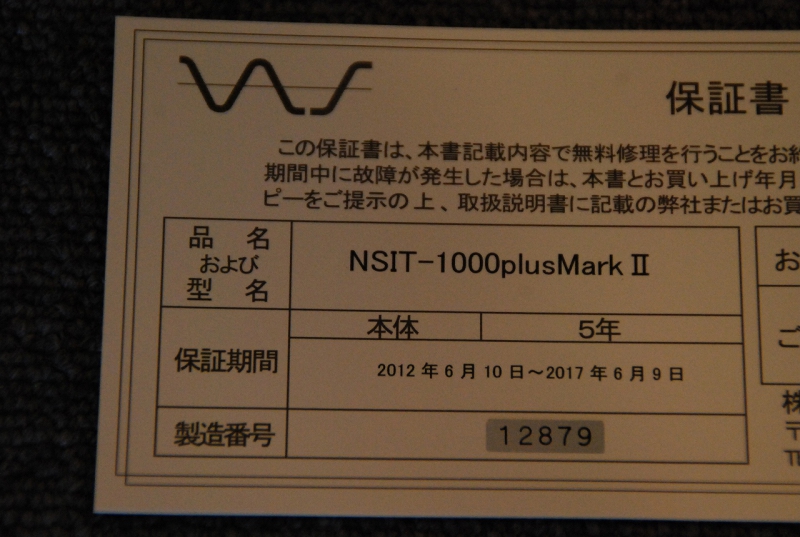 保証書
この保証書は、本書記載内容で無料修理を行うことをお約
期間中に故障が発生した場合は、本書とお買い上げ年月
ピーをご提示の上、取扱説明書に記載の弊社またはお買
品 名
および
型 名
NSIT-1000plusMarkⅡ
本体 5年
保証期間
2012 年 6 月 10 日~2017 年 6 月 9 日
製造番号
12879
お
ご
株
〒